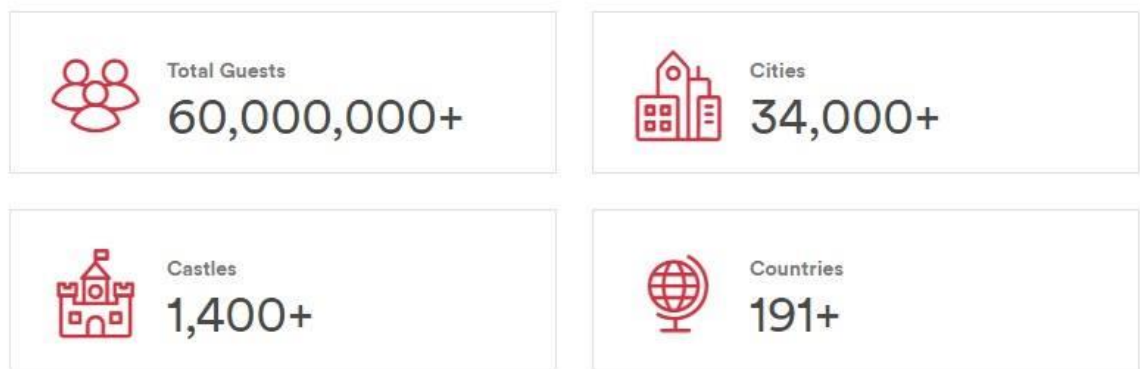 Total Guests
60,000,000+
Cities
34,000+
Castles
1,400+
Countries
191+